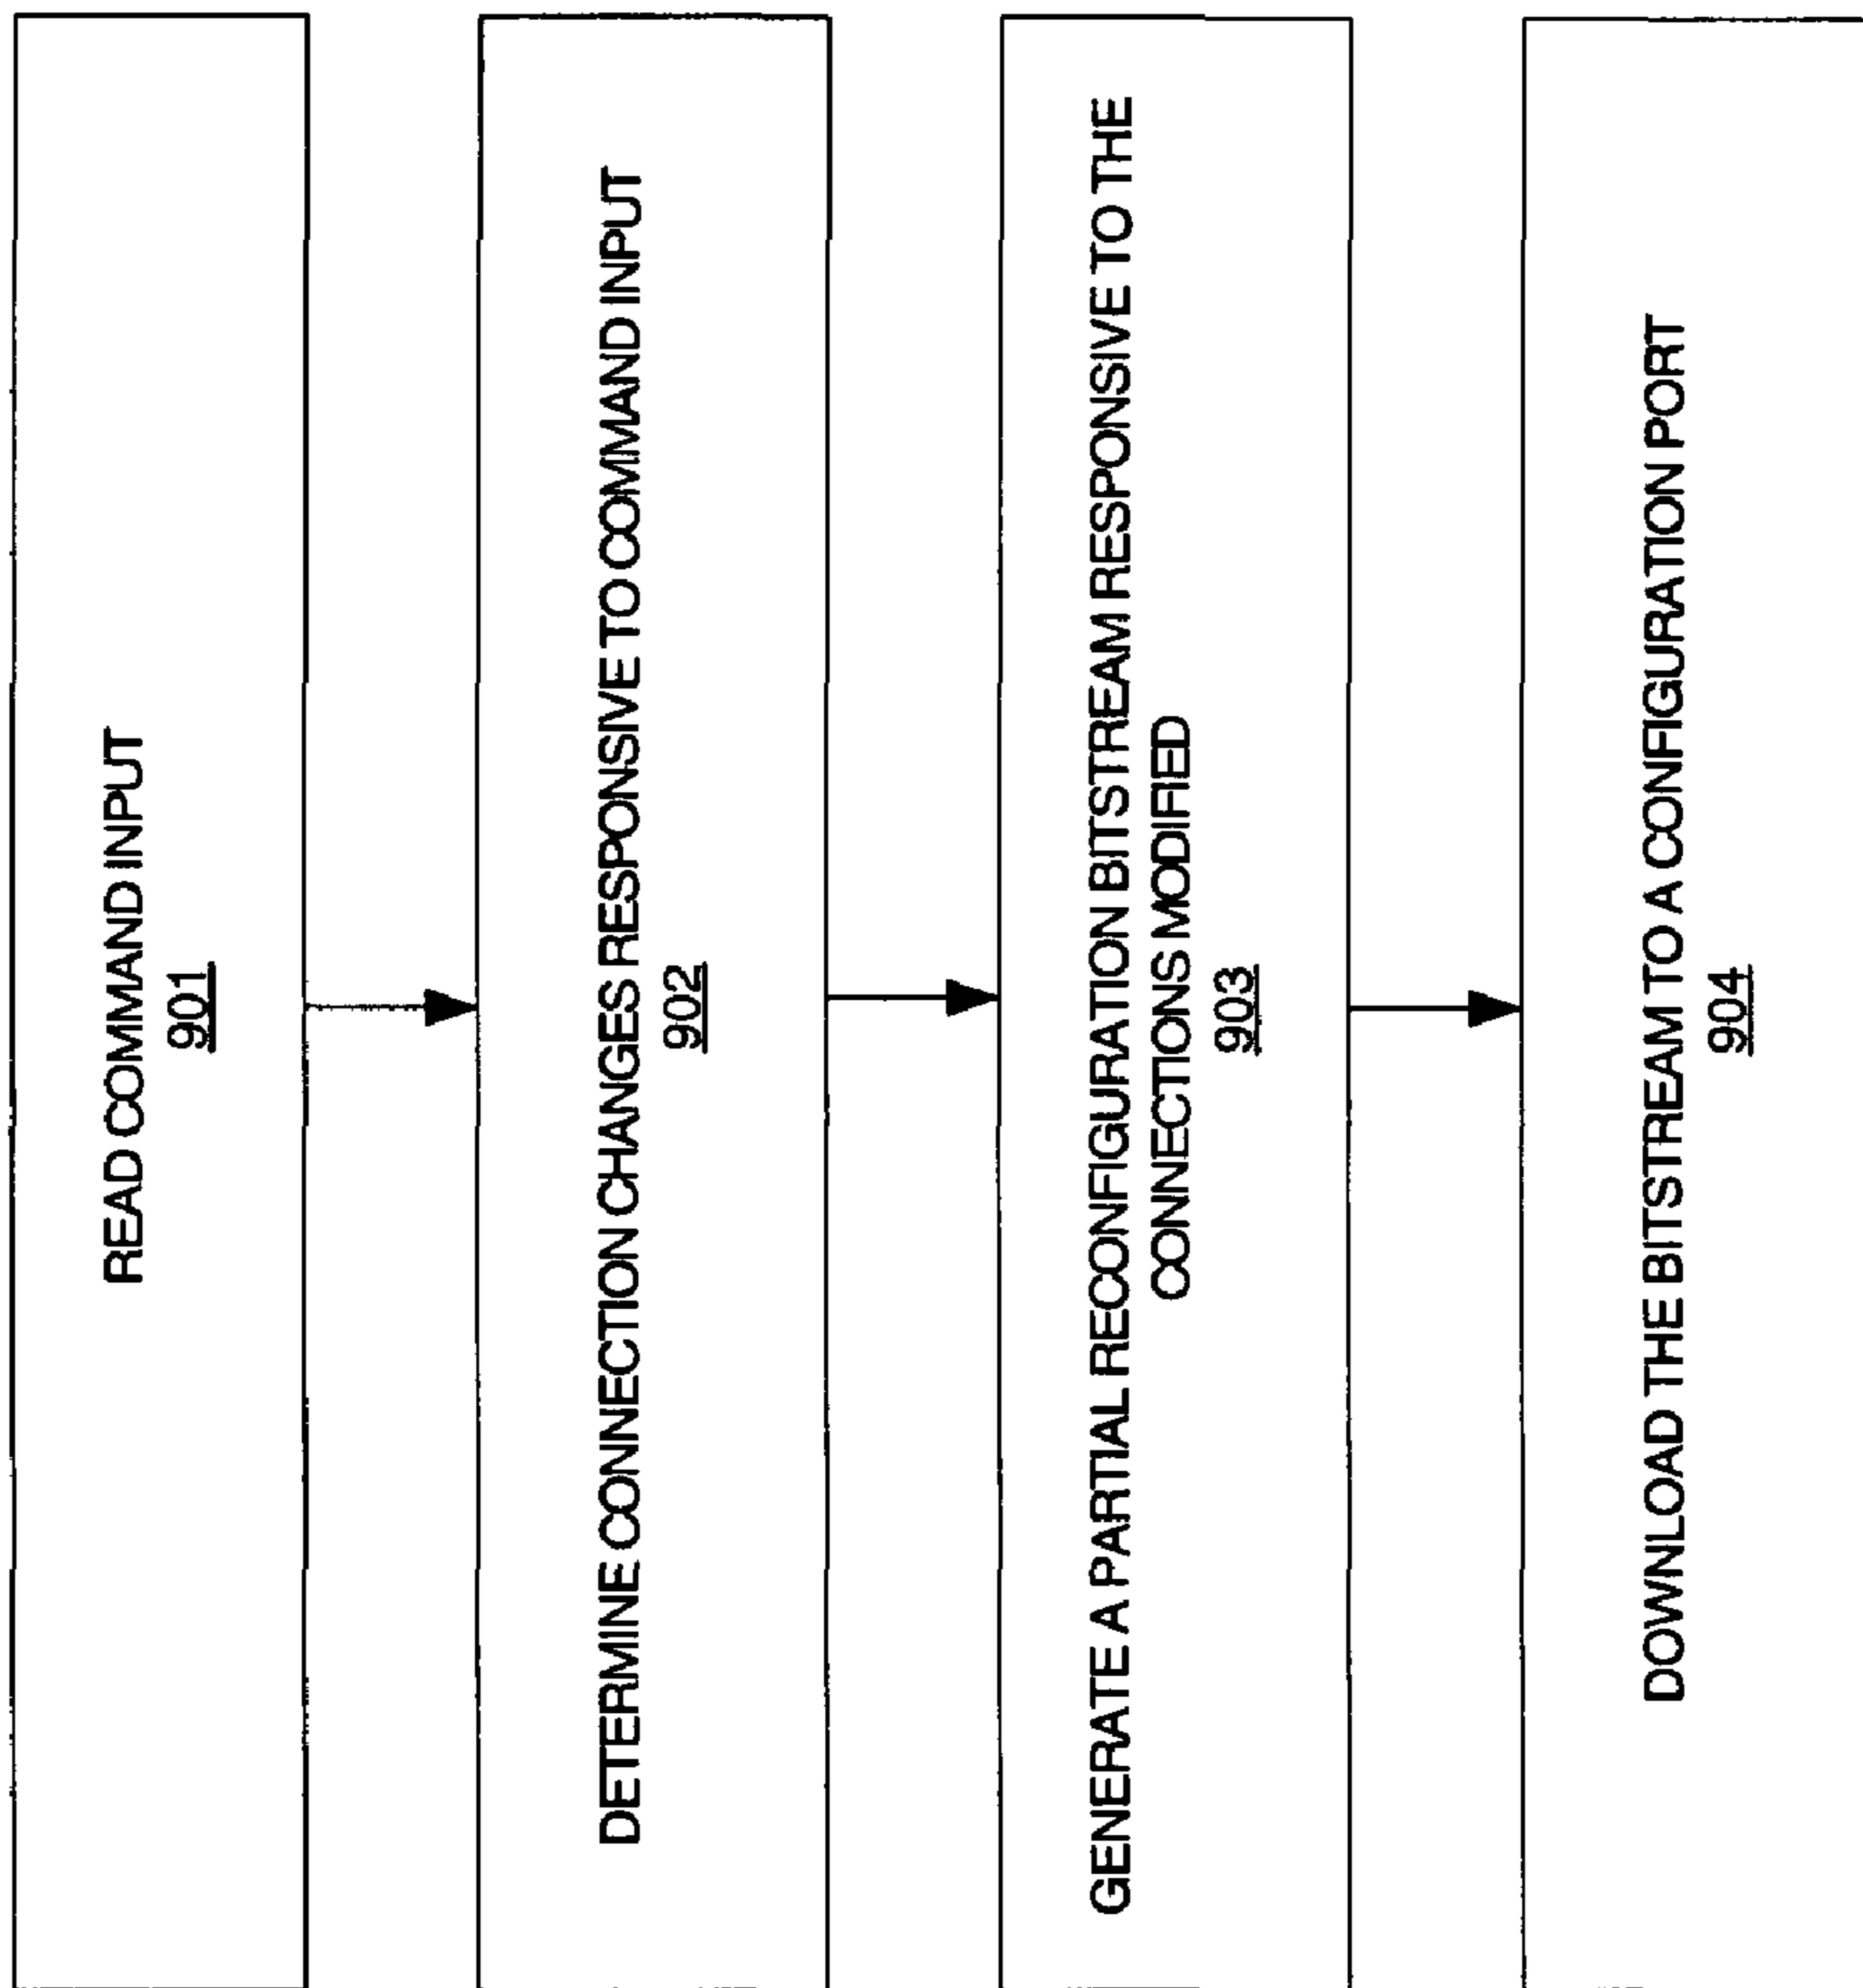 READ COMMAND INPUT
901
DETERMINE CONNECTION CHANGES RESPONSIVE TO COMMAND INPUT
902
GENERATE A PARTIAL RECONFIGURATION BITSTREAM RESPONSIVE TO THE
CONNECTIONS MODIFIED
903
DOWNLOAD THE BITSTREAM TO A CONFIGURATION PORT
904